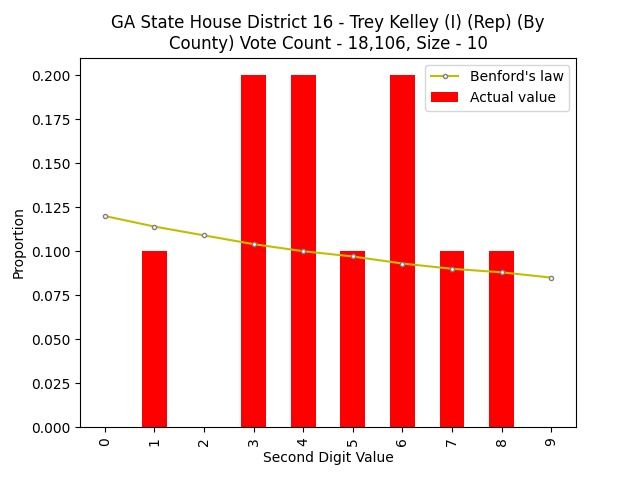 GA State House District 16 - Trey Kelley (I) (Rep) (By
County) Vote Count - 18,106, Size - 10
Benford's law
Actual value
0.200
0.175
0.150
0.125
0.100
0.075
0.050
0.025
0.000
Proportion
0 1 2 3 4 5 6 7 8 9
Second Digit Value